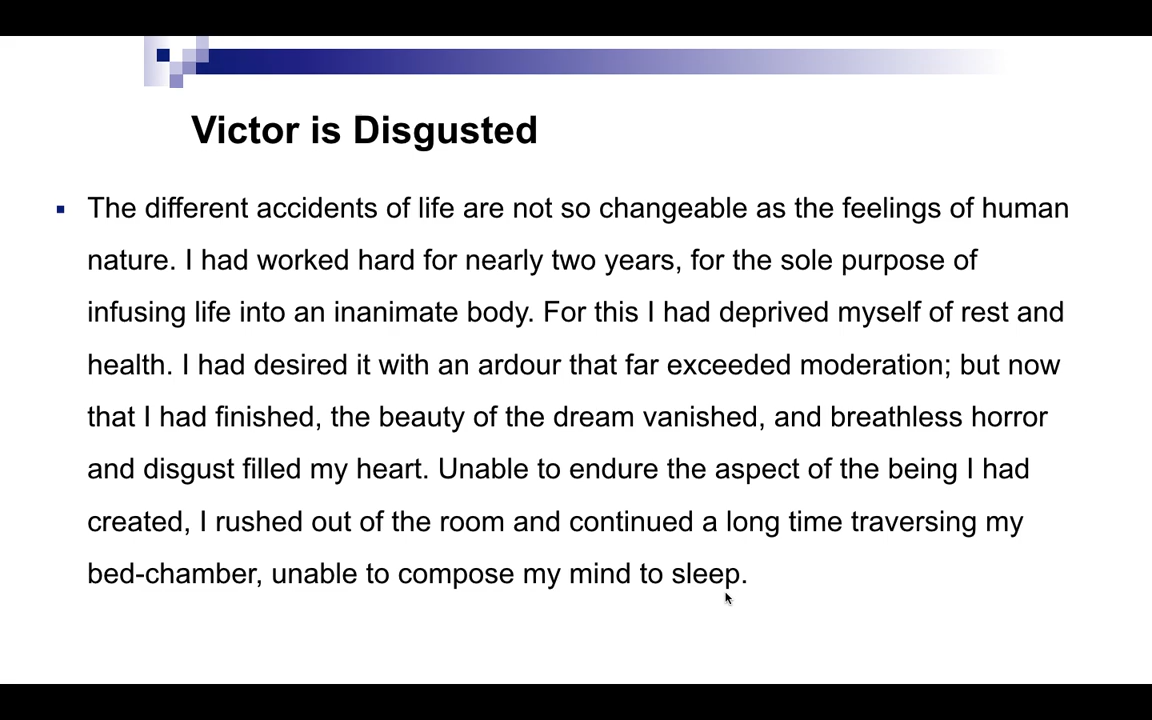 Victor is Disgusted
The different accidents of life are not so changeable as the feelings of human
nature. I had worked hard for nearly two years, for the sole purpose of
infusing life into an inanimate body. For this I had deprived myself of rest and
health. I had desired it with an ardour that far exceeded moderation; but now
that I had finished, the beauty of the dream vanished, and breathless horror
and disgust filled my heart. Unable to endure the aspect of the being I had
created, I rushed out of the room and continued a long time traversing my
bed-chamber, unable to compose my mind to sleep.